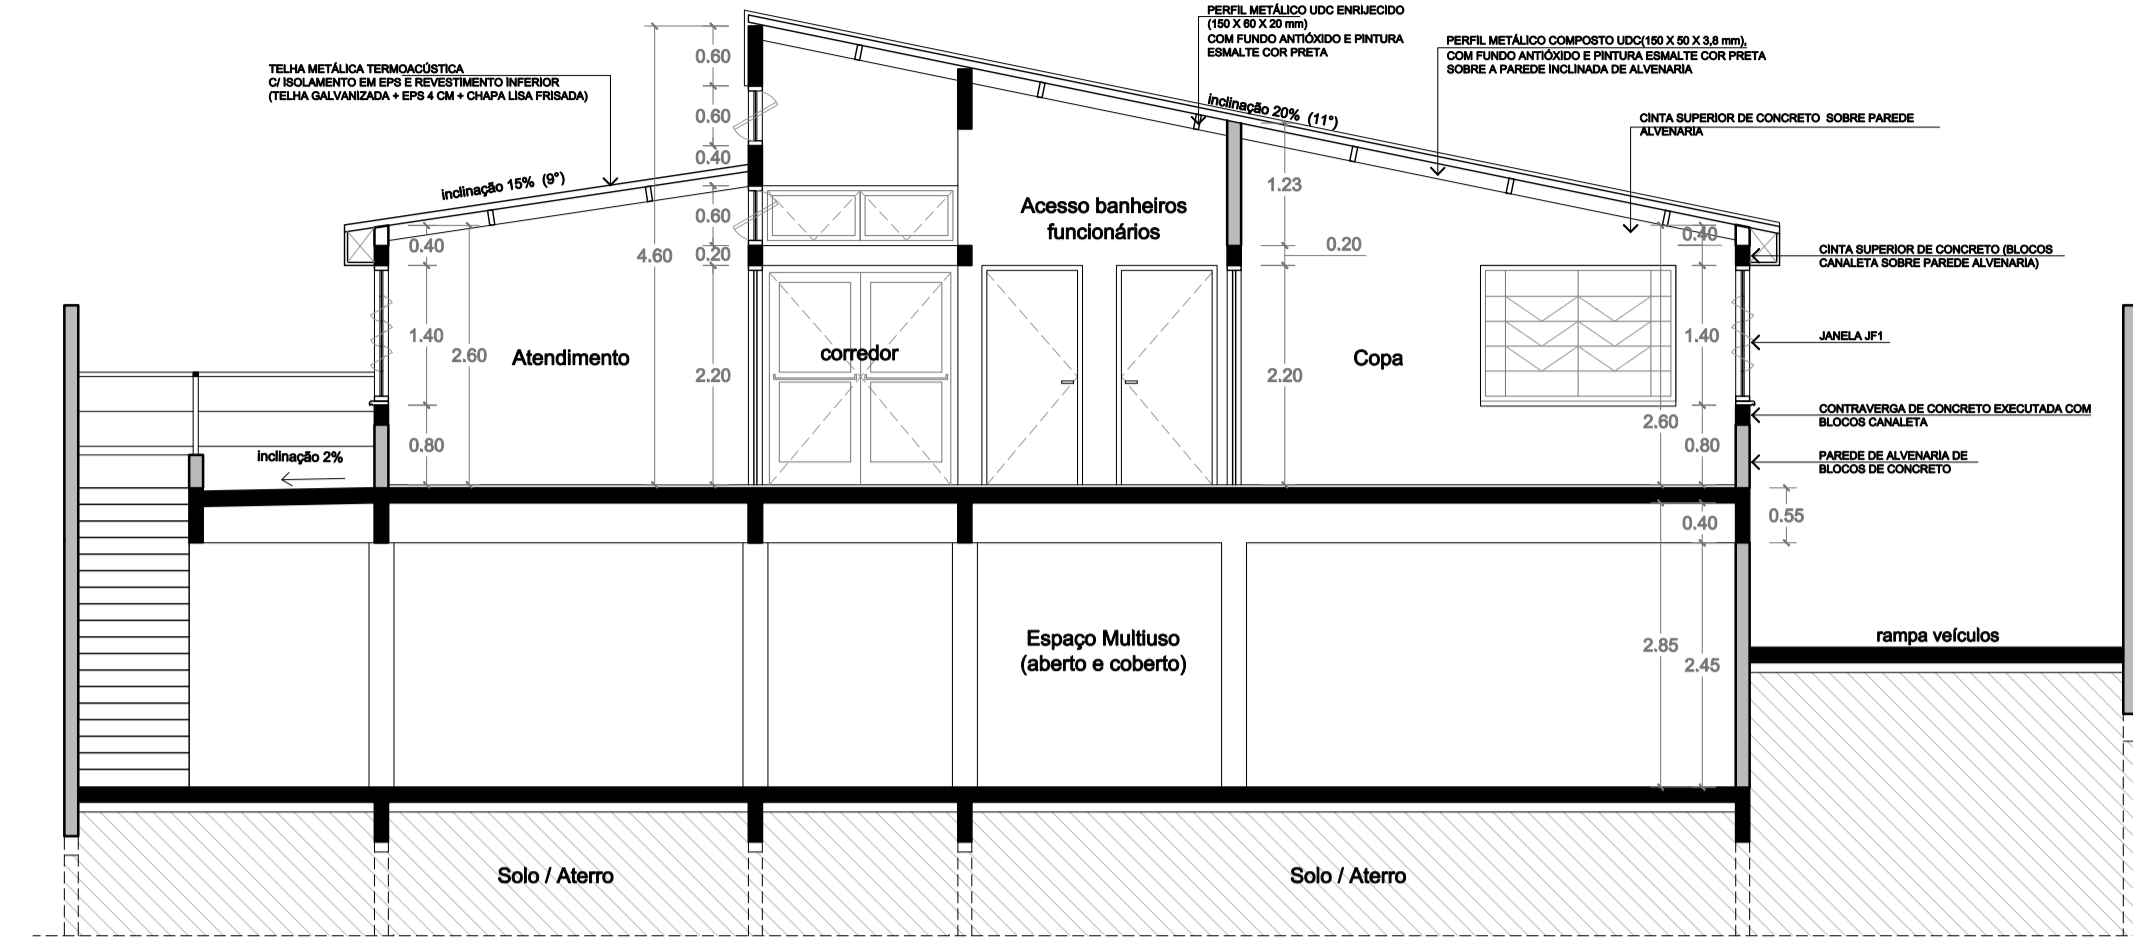 PERFIL METÁLICO UDC ENRIJECIDO
(150 X 60 X 20 mm)
COM FUNDO ANTIÓXIDO E PINTURA
ESMALTE COR PRETA
PERFIL METÁLICO COMPOSTO UDC(150 X 50 X 3,8 mm),
COM FUNDO ANTIÓXIDO E PINTURA ESMALTE COR PRETA
SOBRE A PAREDE INCLINADA DE ALVENARIA
TELHA METÁLICA TERMOACÚSTICA
C/ ISOLAMENTO EM EPS E REVESTIMENTO INFERIOR
(TELHA GALVANIZADA + EPS 4 CM + CHAPA LISA FRISADA)
CINTA SUPERIOR DE CONCRETO SOBRE PAREDE
ALVENARIA
inclinação 15% (9°)
inclinação 20% (11°)
0.60
0.60
0.40
0.60
0.20
2.20
4.60
0.40
1.40
0.80
2.60
Atendimento
corredor
Acesso banheiros
funcionários
1.23
0.20
2.20
Copa
0.40
1.40
0.80
2.60
CINTA SUPERIOR DE CONCRETO (BLOCOS
CANALETA SOBRE PAREDE ALVENARIA)
JANELA JF1
CONTRAVERGA DE CONCRETO EXECUTADA COM
BLOCOS CANALETA
PAREDE DE ALVENARIA DE
BLOCOS DE CONCRETO
inclinação 2%
0.40
0.55
Espaço Multiuso
(aberto e coberto)
2.85
2.45
rampa veículos
Solo / Aterro
Solo / Aterro